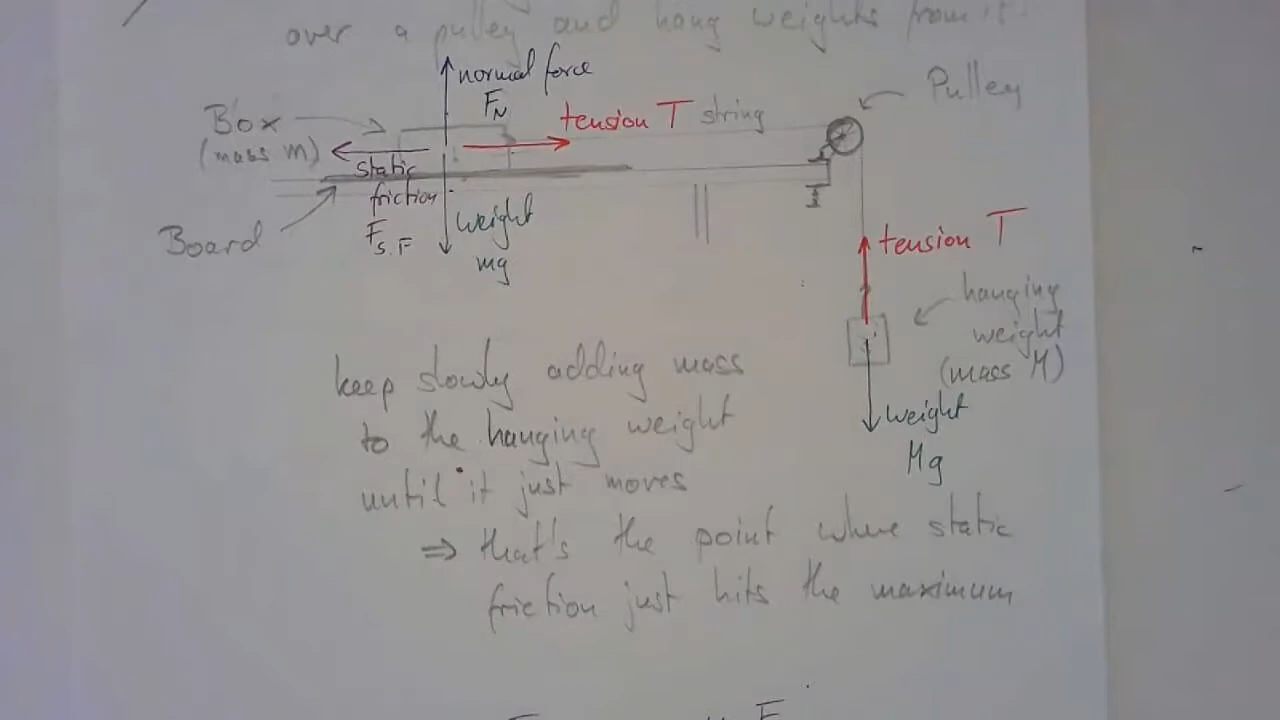 over a pulley and hang weights from it.
normal force
F_N
Pulley
Box
(mass m)
tension T string
static
friction
F_S.F
Board
weight
mg
tension T
hanging
weight
(mass M)
weight
Mg
keep slowly adding mass
to the hanging weight
until it just moves
⇒ that's the point where static
friction just hits the maximum